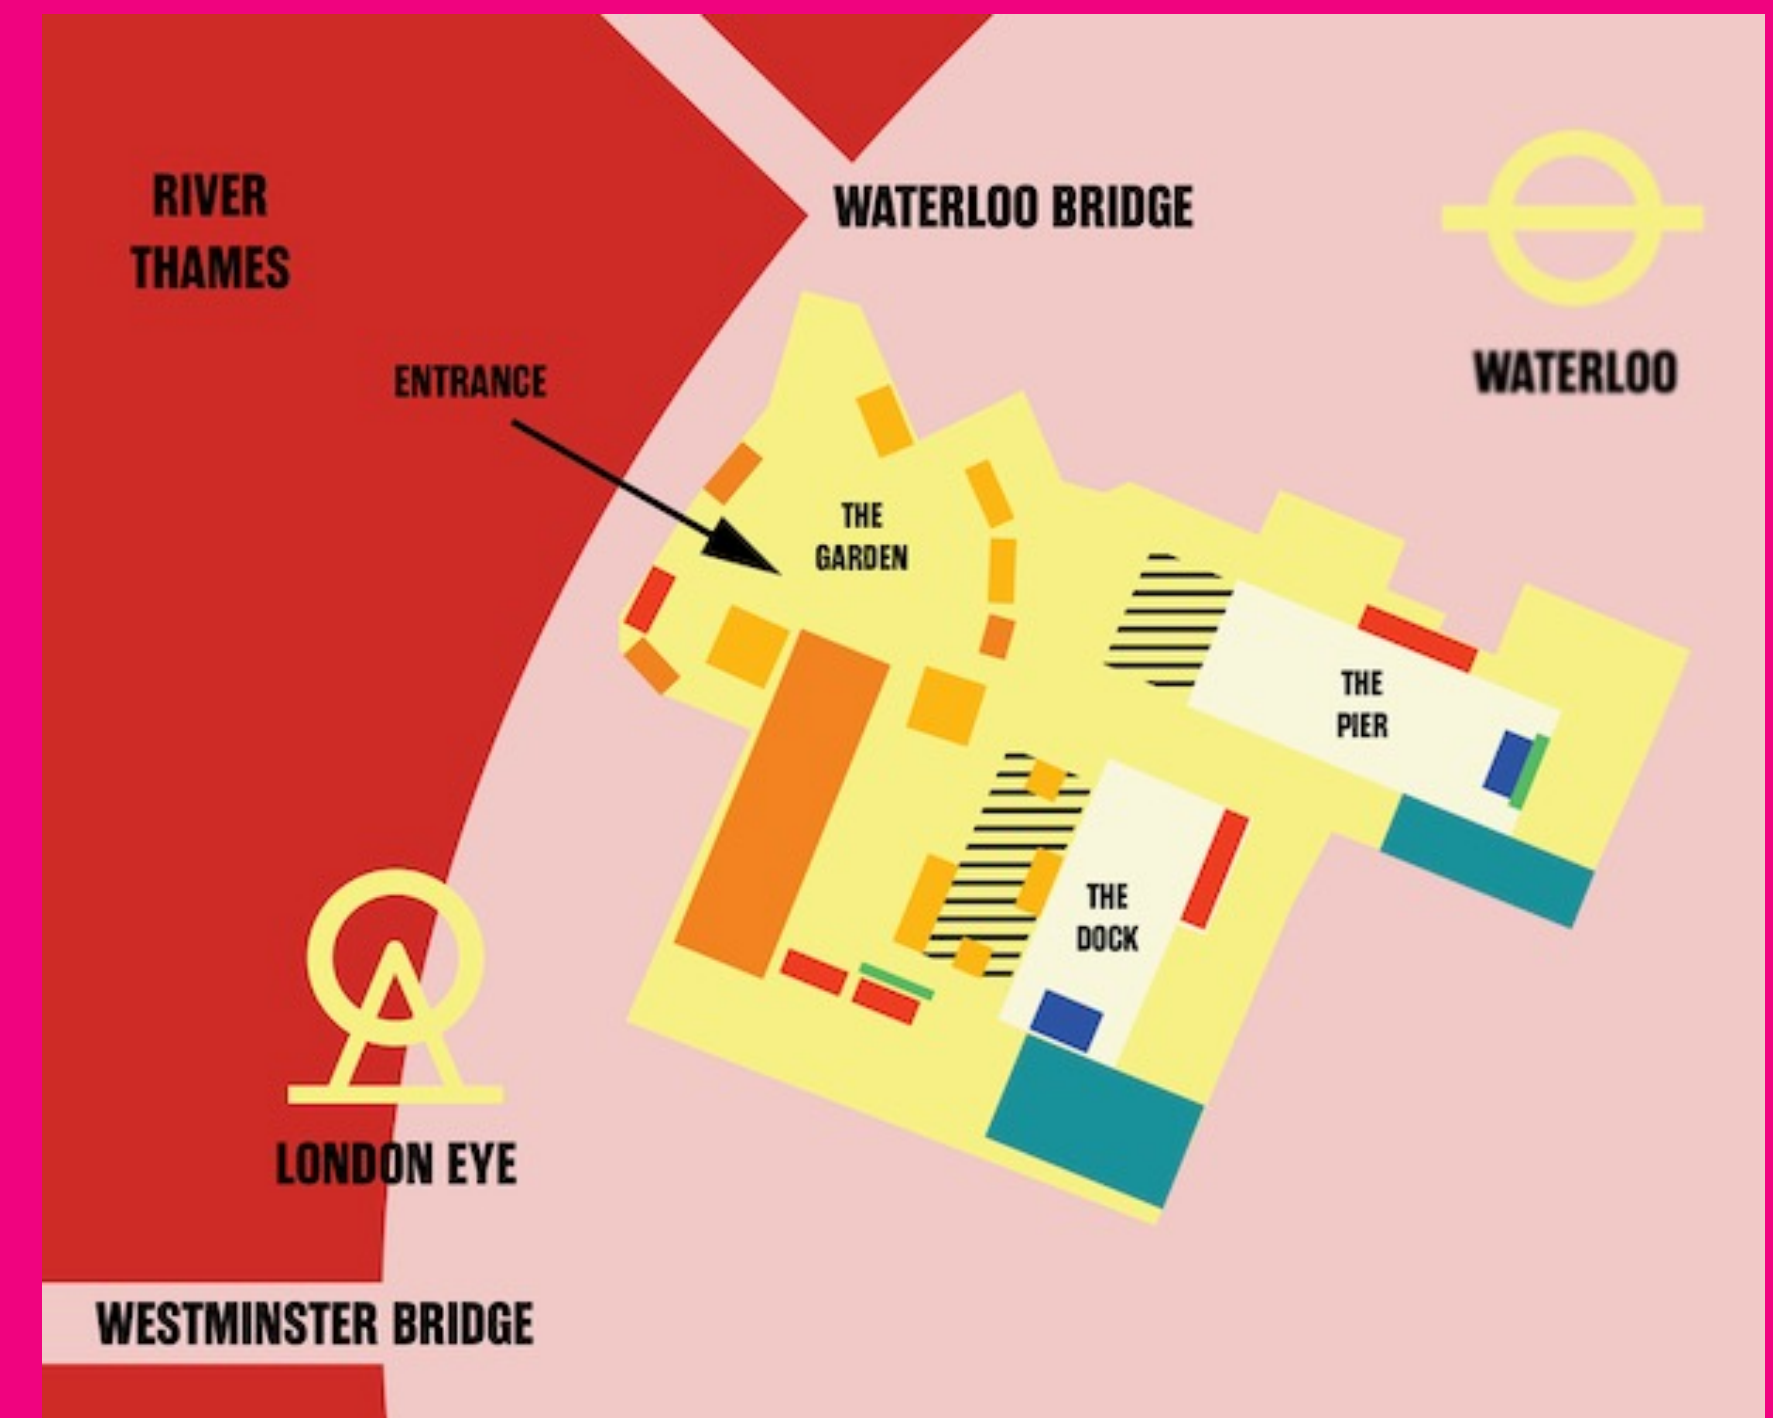 RIVER
THAMES
WATERLOO BRIDGE
WATERLOO
ENTRANCE
THE
GARDEN
THE
PIER
THE
DOCK
LONDON EYE
WESTMINSTER BRIDGE